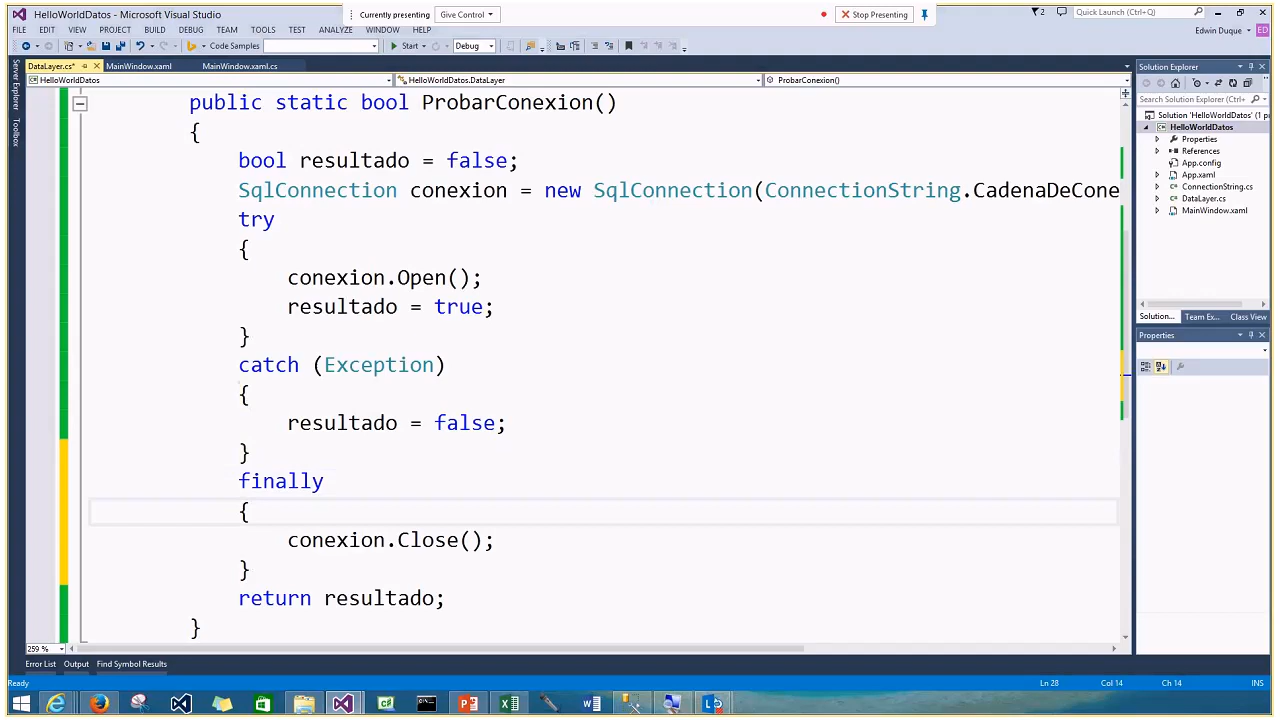 HelloWorldDatos - Microsoft Visual Studio
Currently presenting
Give Control
Stop Presenting
2
Quick Launch (Ctrl+Q)
FILE EDIT VIEW PROJECT BUILD DEBUG TEAM TOOLS TEST ANALYZE WINDOW HELP
Edwin Duque
ED
Code Samples
Start
Debug
DataLayer.cs*
MainWindow.xaml
MainWindow.xaml.cs
HelloWorldDatos
HelloWorldDatos.DataLayer
ProbarConexion()
Server Explorer
Toolbox
public static bool ProbarConexion()
{
bool resultado = false;
SqlConnection conexion = new SqlConnection(ConnectionString.CadenaDeCone
try
{
conexion.Open();
resultado = true;
}
catch (Exception)
{
resultado = false;
}
finally
{
conexion.Close();
}
return resultado;
}
Solution Explorer
Search Solution Explorer (Ctrl+
Solution 'HelloWorldDatos' (1 p
HelloWorldDatos
Properties
References
App.config
App.xaml
ConnectionString.cs
DataLayer.cs
MainWindow.xaml
Solution...
Team Ex...
Class View
Properties
259 %
Error List Output Find Symbol Results
Ready
Ln 28
Col 14
Ch 14
INS